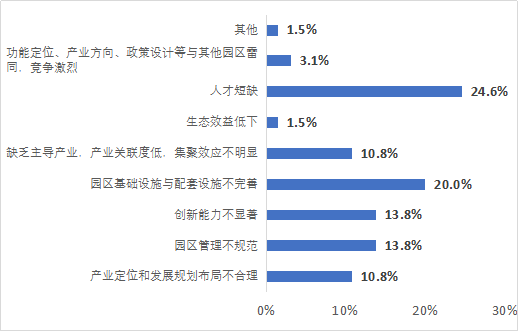 其他
1.5%
功能定位、产业方向、政策设计等与其他园区雷
同，竞争激烈
3.1%
人才短缺
24.6%
生态效益低下
1.5%
缺乏主导产业，产业关联度低，集聚效应不明显
10.8%
园区基础设施与配套设施不完善
20.0%
创新能力不显著
13.8%
园区管理不规范
13.8%
产业定位和发展规划布局不合理
10.8%
0%
10%
20%
30%